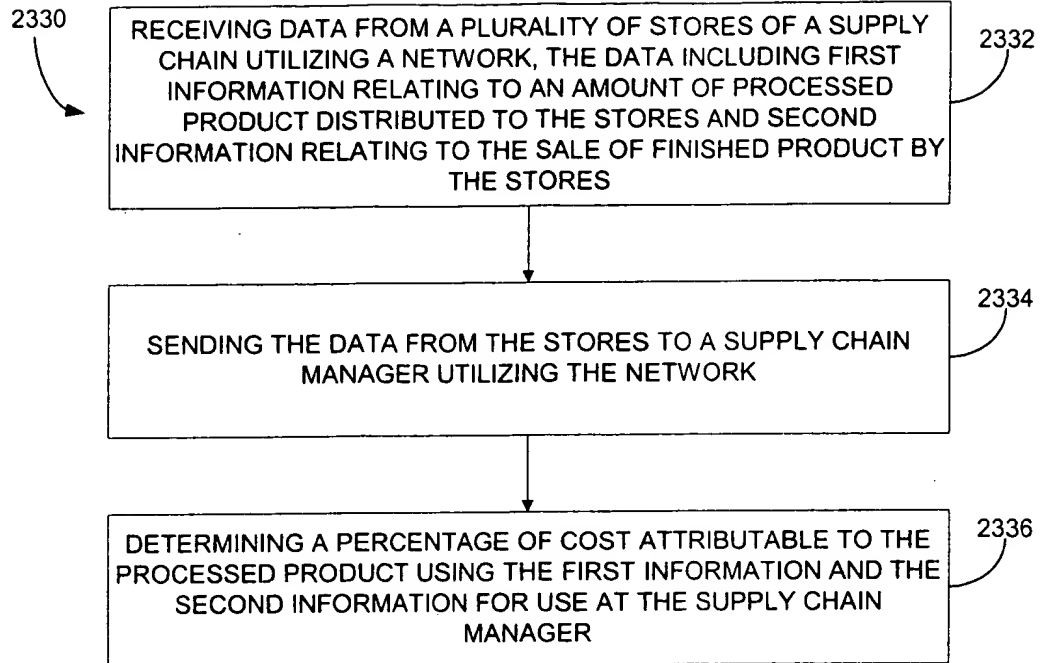 2330
RECEIVING DATA FROM A PLURALITY OF STORES OF A SUPPLY
CHAIN UTILIZING A NETWORK, THE DATA INCLUDING FIRST
INFORMATION RELATING TO AN AMOUNT OF PROCESSED
PRODUCT DISTRIBUTED TO THE STORES AND SECOND
INFORMATION RELATING TO THE SALE OF FINISHED PRODUCT BY
THE STORES
2332
SENDING THE DATA FROM THE STORES TO A SUPPLY CHAIN
MANAGER UTILIZING THE NETWORK
2334
DETERMINING A PERCENTAGE OF COST ATTRIBUTABLE TO THE
PROCESSED PRODUCT USING THE FIRST INFORMATION AND THE
SECOND INFORMATION FOR USE AT THE SUPPLY CHAIN
MANAGER
2336